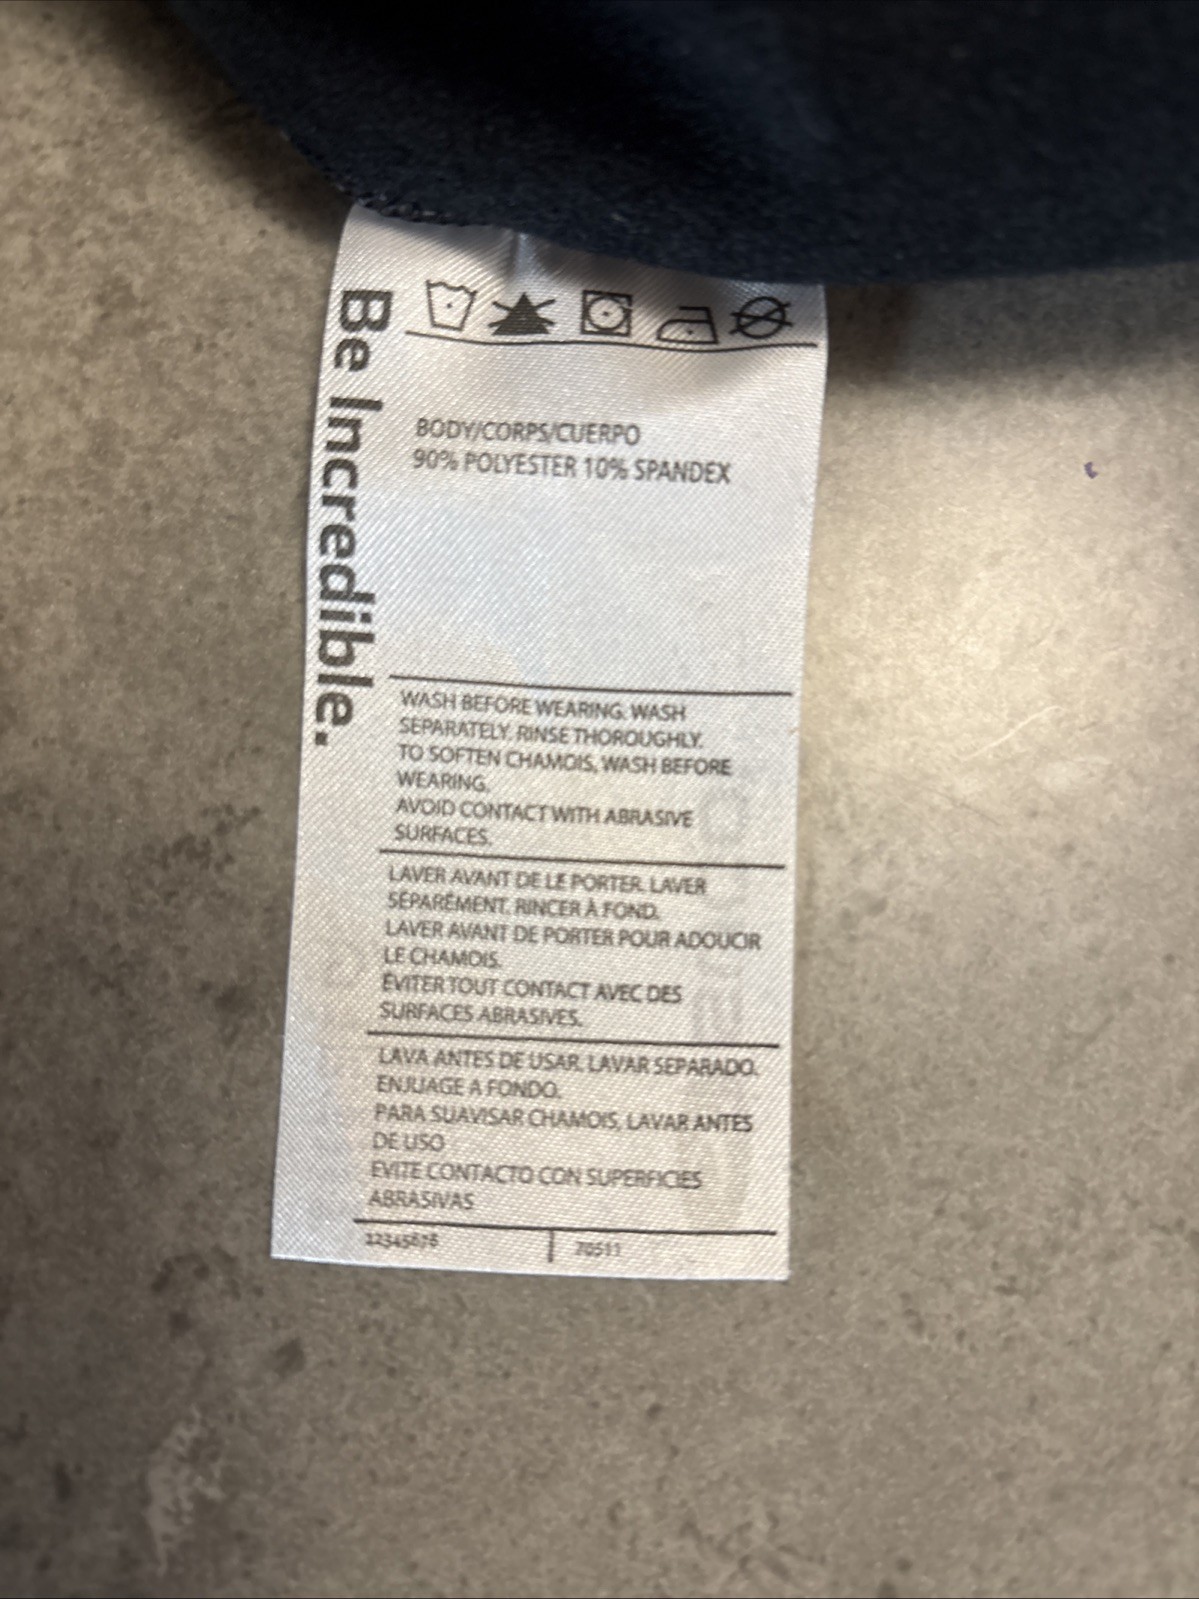 Be Incredible.
BODY/CORPS/CUERPO
90% POLYESTER 10% SPANDEX
WASH BEFORE WEARING. WASH
SEPARATELY. RINSE THOROUGHLY.
TO SOFTEN CHAMOIS, WASH BEFORE
WEARING.
AVOID CONTACT WITH ABRASIVE
SURFACES.
LAVER AVANT DE LE PORTER. LAVER
SÉPARÉMENT. RINCER À FOND.
LAVER AVANT DE PORTER POUR ADOUCIR
LE CHAMOIS.
ÉVITER TOUT CONTACT AVEC DES
SURFACES ABRASIVES.
LAVA ANTES DE USAR. LAVAR SEPARADO.
ENJUAGE A FONDO.
PARA SUAVISAR CHAMOIS, LAVAR ANTES
DE USO
EVITE CONTACTO CON SUPERFICIES
ABRASIVAS
70511